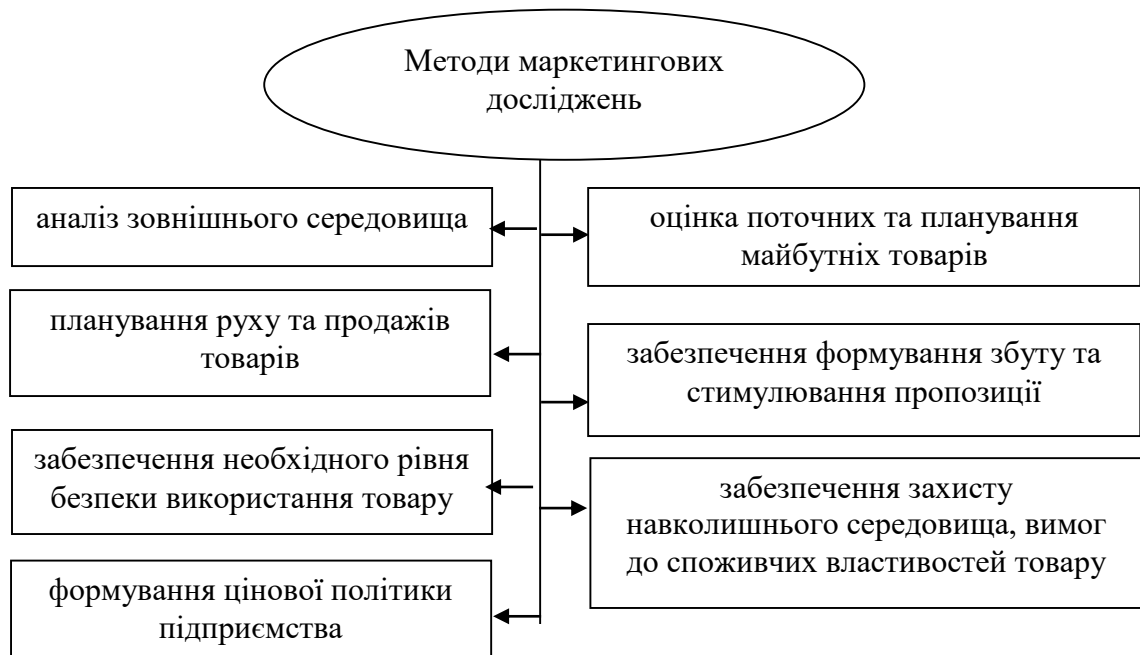 Методи маркетингових
досліджень
аналіз зовнішнього середовища
оцінка поточних та планування
майбутніх товарів
планування руху та продажів
товарів
забезпечення формування збуту та
стимулювання пропозиції
забезпечення необхідного рівня
безпеки використання товару
забезпечення захисту
навколишнього середовища, вимог
до споживчих властивостей товару
формування цінової політики
підприємства